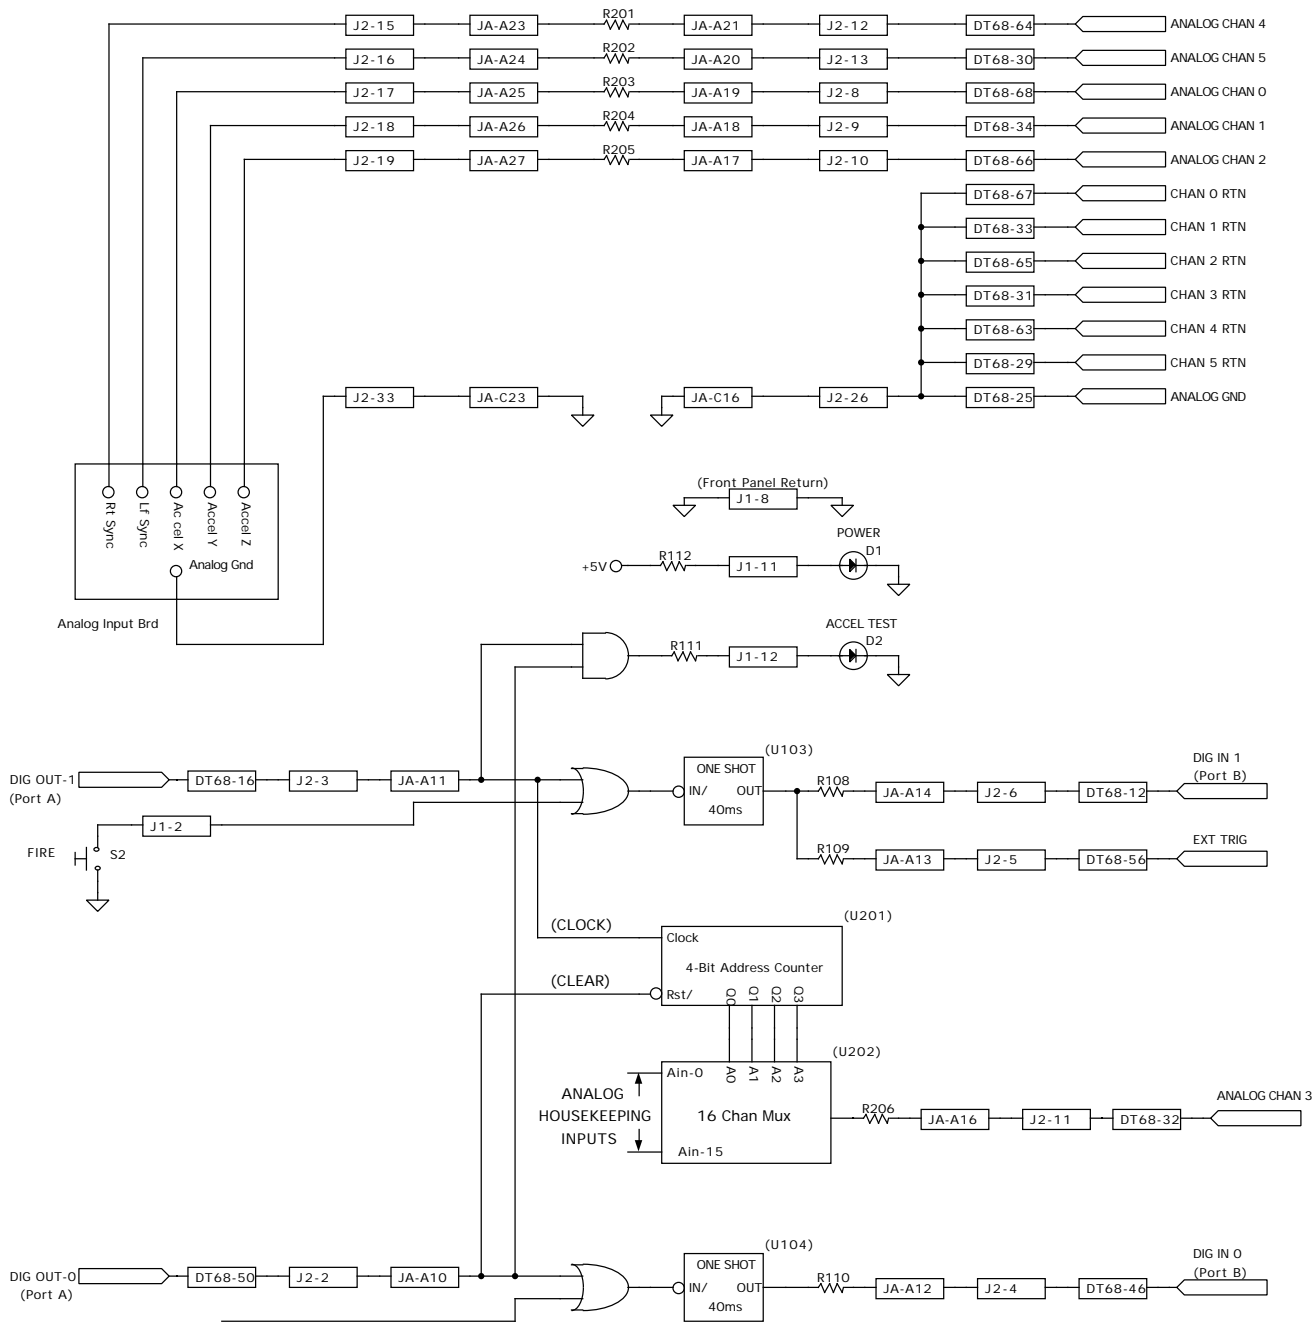 J2-15 JA-A23 R201 JA-A21 J2-12 DT68-64 ANALOG CHAN 4
J2-16 JA-A24 R202 JA-A20 J2-13 DT68-30 ANALOG CHAN 5
J2-17 JA-A25 R203 JA-A19 J2-8 DT68-68 ANALOG CHAN 0
J2-18 JA-A26 R204 JA-A18 J2-9 DT68-34 ANALOG CHAN 1
J2-19 JA-A27 R205 JA-A17 J2-10 DT68-66 ANALOG CHAN 2
DT68-67 CHAN 0 RTN
DT68-33 CHAN 1 RTN
DT68-65 CHAN 2 RTN
DT68-31 CHAN 3 RTN
DT68-63 CHAN 4 RTN
DT68-29 CHAN 5 RTN
J2-33 JA-C23 JA-C16 J2-26 DT68-25 ANALOG GND
Rt Sync
Lf Sync
Ac cel X
Accel Y
Accel Z
Analog Gnd
Analog Input Brd
(Front Panel Return)
J1-8
POWER
D1
+5V R112 J1-11
ACCEL TEST
D2
R111 J1-12
(U103)
DIG OUT-1
(Port A)
DT68-16 J2-3 JA-A11
ONE SHOT
IN/ OUT
40ms
R108 JA-A14 J2-6 DT68-12
DIG IN 1
(Port B)
J1-2
FIRE S2
R109 JA-A13 J2-5 DT68-56
EXT TRIG
(U201)
(CLOCK)
Clock
4-Bit Address Counter
(CLEAR)
Rst/
Q0 Q1 Q2 Q3
(U202)
A0 A1 A2 A3
Ain-0
ANALOG
HOUSEKEEPING
INPUTS
16 Chan Mux
Ain-15
R206 JA-A16 J2-11 DT68-32
ANALOG CHAN 3
(U104)
DIG OUT-0
(Port A)
DT68-50 J2-2 JA-A10
ONE SHOT
IN/ OUT
40ms
R110 JA-A12 J2-4 DT68-46
DIG IN 0
(Port B)